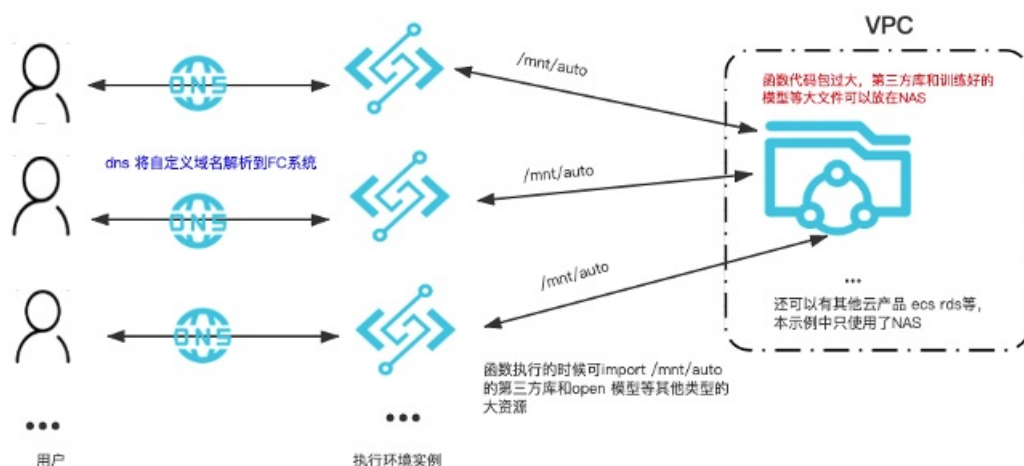 VPC
函数代码包过大，第三方库和训练好的
模型等大文件可以放在NAS
/mnt/auto
DNS
dns 将自定义域名解析到FC系统
/mnt/auto
DNS
/mnt/auto
DNS
...
还可以有其他云产品 ecs rds等，
本示例中只使用了NAS
函数执行的时候可import /mnt/auto
的第三方库和open 模型等其他类型的
大资源
...
...
用户
执行环境实例